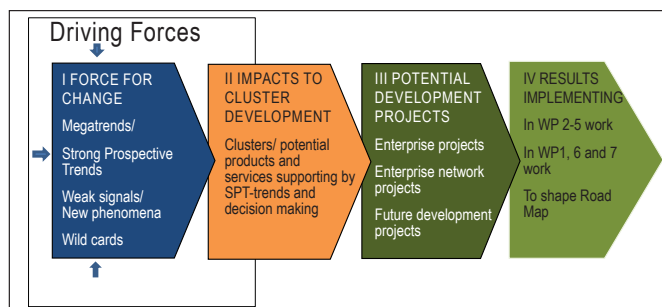 Driving Forces
I FORCE FOR
CHANGE
Megatrends/
Strong Prospective
Trends
Weak signals/
New phenomena
Wild cards
II IMPACTS TO
CLUSTER
DEVELOPMENT
Clusters/ potential
products and
services supporting by
SPT-trends and
decision making
III POTENTIAL
DEVELOPMENT
PROJECTS
Enterprise projects
Enterprise network
projects
Future development
projects
IV RESULTS
IMPLEMENTING
In WP 2-5 work
In WP1, 6 and 7
work
To shape Road
Map